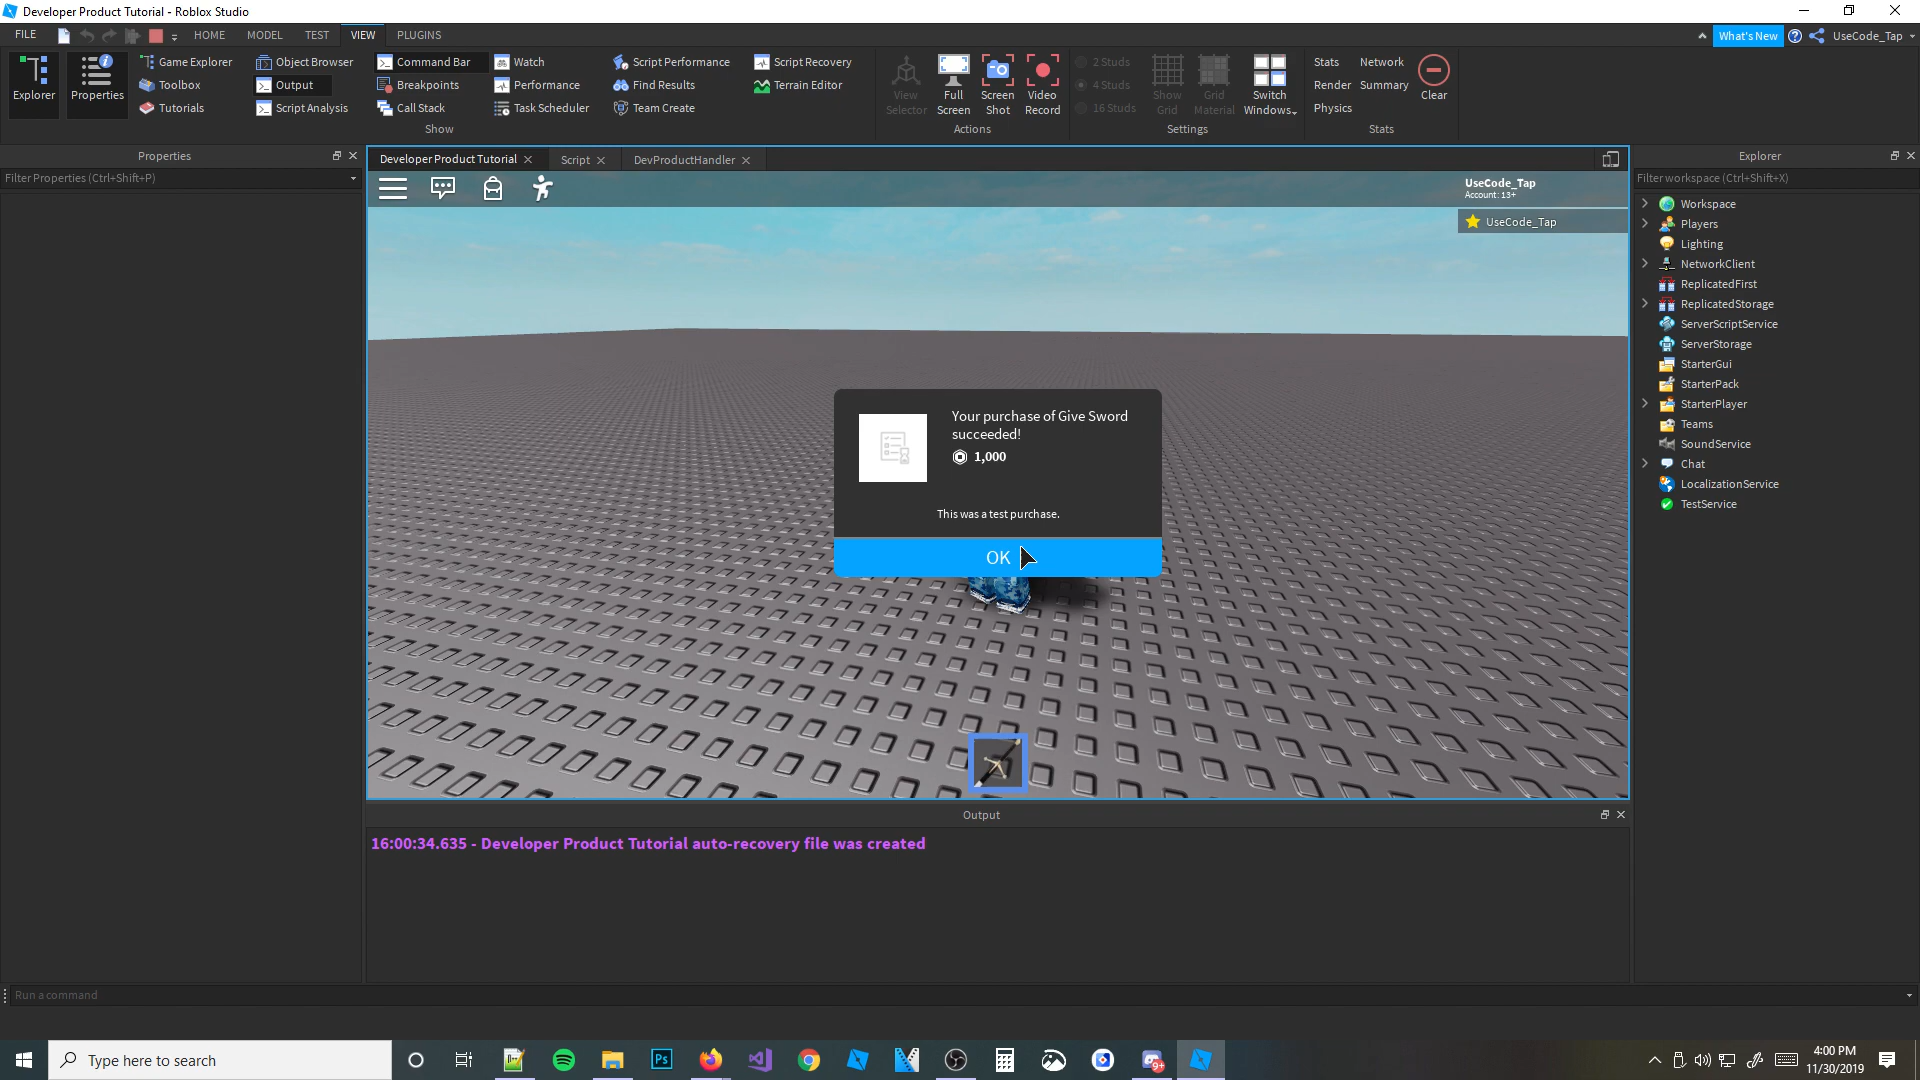 Developer Product Tutorial - Roblox Studio
FILE HOME MODEL TEST VIEW PLUGINS What's New UseCode_Tap
Explorer
Properties
Game Explorer
Toolbox
Tutorials
Object Browser
Output
Script Analysis
Command Bar
Breakpoints
Call Stack
Watch
Performance
Task Scheduler
Script Performance
Find Results
Team Create
Script Recovery
Terrain Editor
Show
View
Selector
Full
Screen
Screen
Shot
Video
Record
Actions
2 Studs
4 Studs
16 Studs
Show
Grid
Grid
Material
Switch
Windows
Settings
Stats
Render
Physics
Network
Summary
Clear
Stats
Properties
Filter Properties (Ctrl+Shift+P)
Developer Product Tutorial Script DevProductHandler
UseCode_Tap
Account: 13+
UseCode_Tap
Your purchase of Give Sword
succeeded!
1,000
This was a test purchase.
OK
Explorer
Filter workspace (Ctrl+Shift+X)
Workspace
Players
Lighting
NetworkClient
ReplicatedFirst
ReplicatedStorage
ServerScriptService
ServerStorage
StarterGui
StarterPack
StarterPlayer
Teams
SoundService
Chat
LocalizationService
TestService
Output
16:00:34.635 - Developer Product Tutorial auto-recovery file was created
Run a command
Type here to search
Ps
9+
4:00 PM
11/30/2019